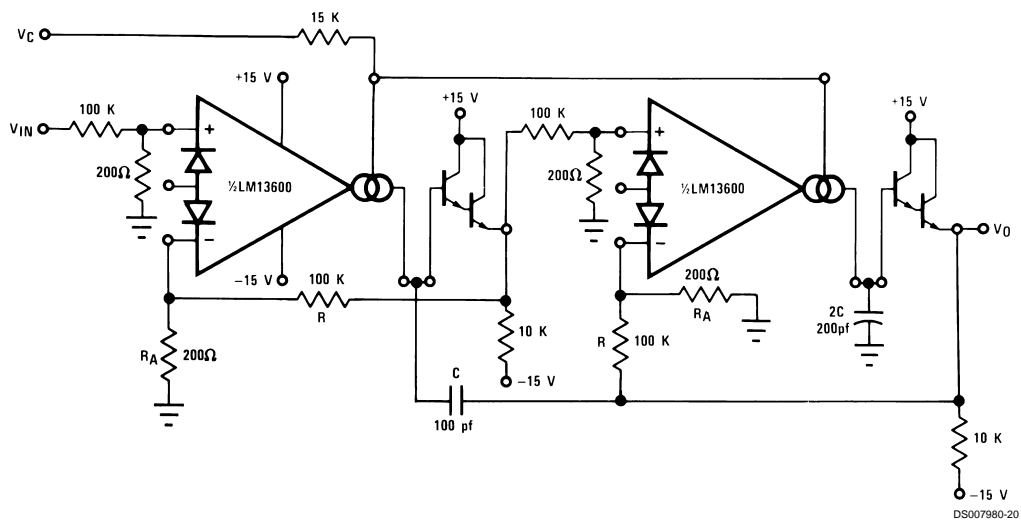 15 K
VC
+15 V
+15 V
+15 V
100 K
100 K
VIN
+
+
200Ω
½LM13600
200Ω
½LM13600
VO
−
−
−15 V
100 K
R
200Ω
RA
2C
200pf
10 K
R
100 K
RA
200Ω
−15 V
C
100 pf
10 K
−15 V
DS007980-20